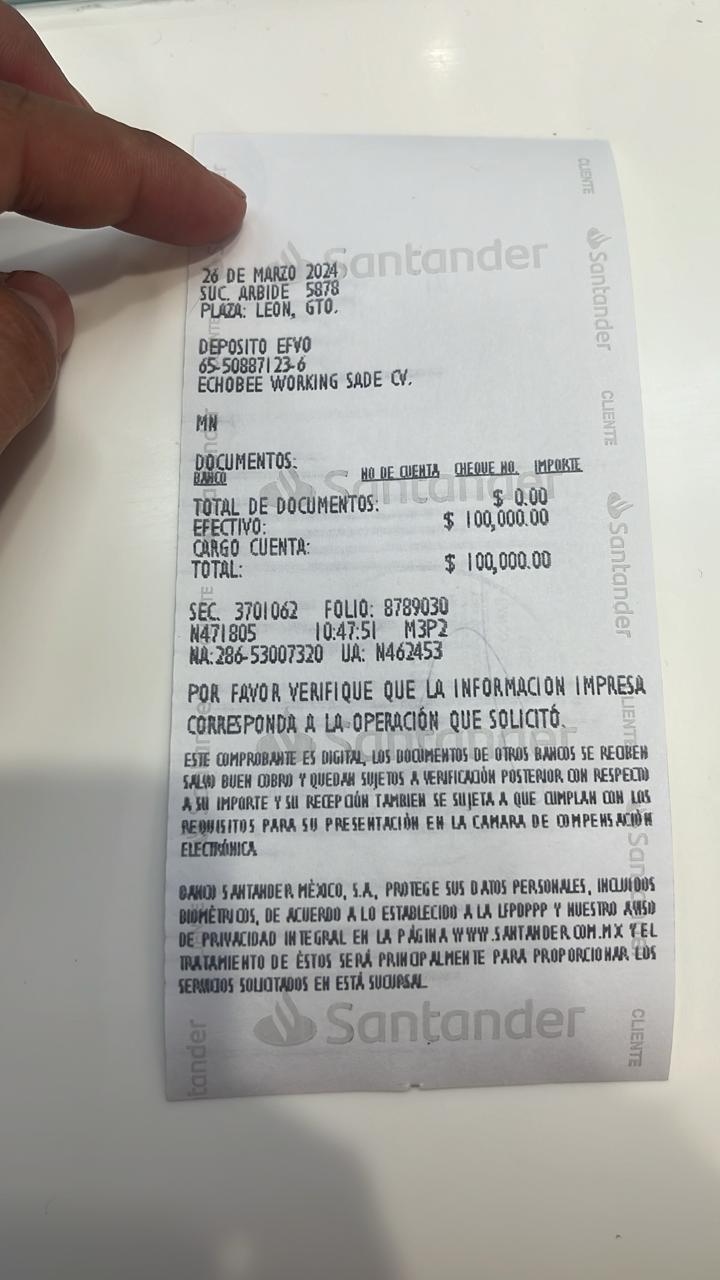 CLIENTE
Santander
Santander
26 DE MARZO 2024
SUC. ARBIDE 5878
PLAZA: LEON, GTO.
DEPOSITO EFVO
65-50887123-6
ECHOBEE WORKING SADE CV.
CLIENTE
MN
DOCUMENTOS:
BANCO NO DE CUENTA CHEQUE NO. IMPORTE
Santander
TOTAL DE DOCUMENTOS: $ 0.00
EFECTIVO: $ 100,000.00
CARGO CUENTA:
TOTAL: $ 100,000.00
Santander
SEC. 3701062 FOLIO: 8789030
N471805 10:47:51 M3P2
NA:286-53007320 UA: N462453
POR FAVOR VERIFIQUE QUE LA INFORMACION IMPRESA
CORRESPONDA A LA OPERACIÓN QUE SOLICITÓ.
CLIENTE
Santander
ESTE COMPROBANTE ES DIGITAL, LOS DOCUMENTOS DE OTROS BANCOS SE RECIBEN
SALVO BUEN COBRO Y QUEDAN SUJETOS A VERIFICACIÓN POSTERIOR CON RESPECTO
A SU IMPORTE Y SU RECEPCIÓN TAMBIEN SE SUJETA A QUE CUMPLAN CON LOS
REQUISITOS PARA SU PRESENTACIÓN EN LA CAMARA DE COMPENSACIÓN
ELECTRÓNICA
Santander
BANCO SANTANDER MÉXICO, S.A., PROTEGE SUS DATOS PERSONALES, INCLUIDOS
BIOMÉTRICOS, DE ACUERDO A LO ESTABLECIDO A LA LFPDPPP Y NUESTRO AVISO
DE PRIVACIDAD INTEGRAL EN LA PÁGINA WWW.SANTANDER.COM.MX Y EL
TRATAMIENTO DE ÉSTOS SERÁ PRINCIPALMENTE PARA PROPORCIONAR LOS
SERVICIOS SOLICITADOS EN ESTÁ SUCURSAL.
Santander
CLIENTE
tander